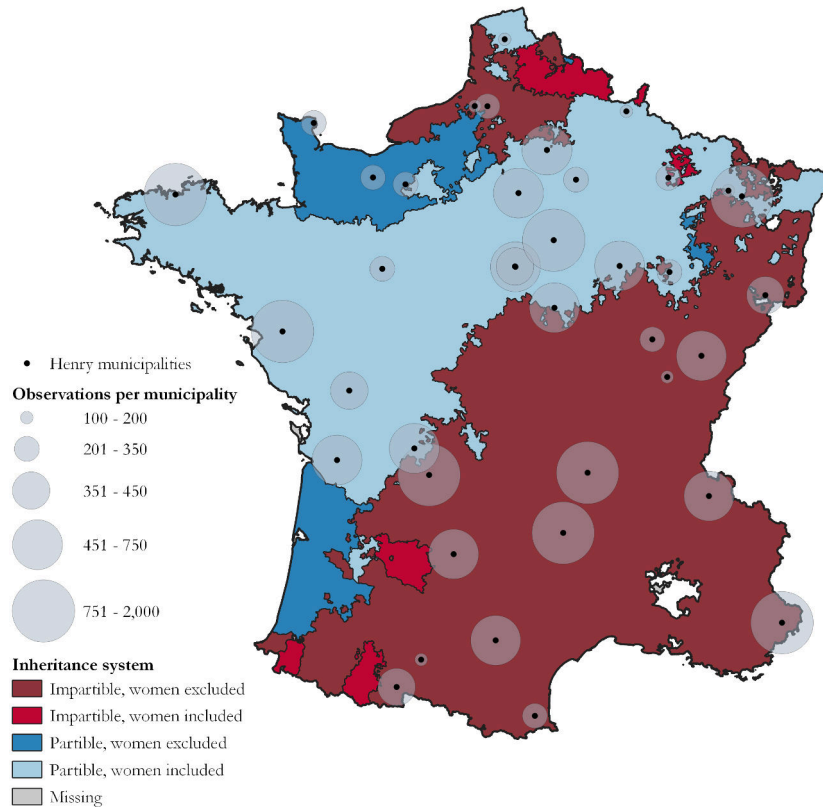 Henry municipalities
Observations per municipality
100 - 200
201 - 350
351 - 450
451 - 750
751 - 2,000
Inheritance system
Impartible, women excluded
Impartible, women included
Partible, women excluded
Partible, women included
Missing